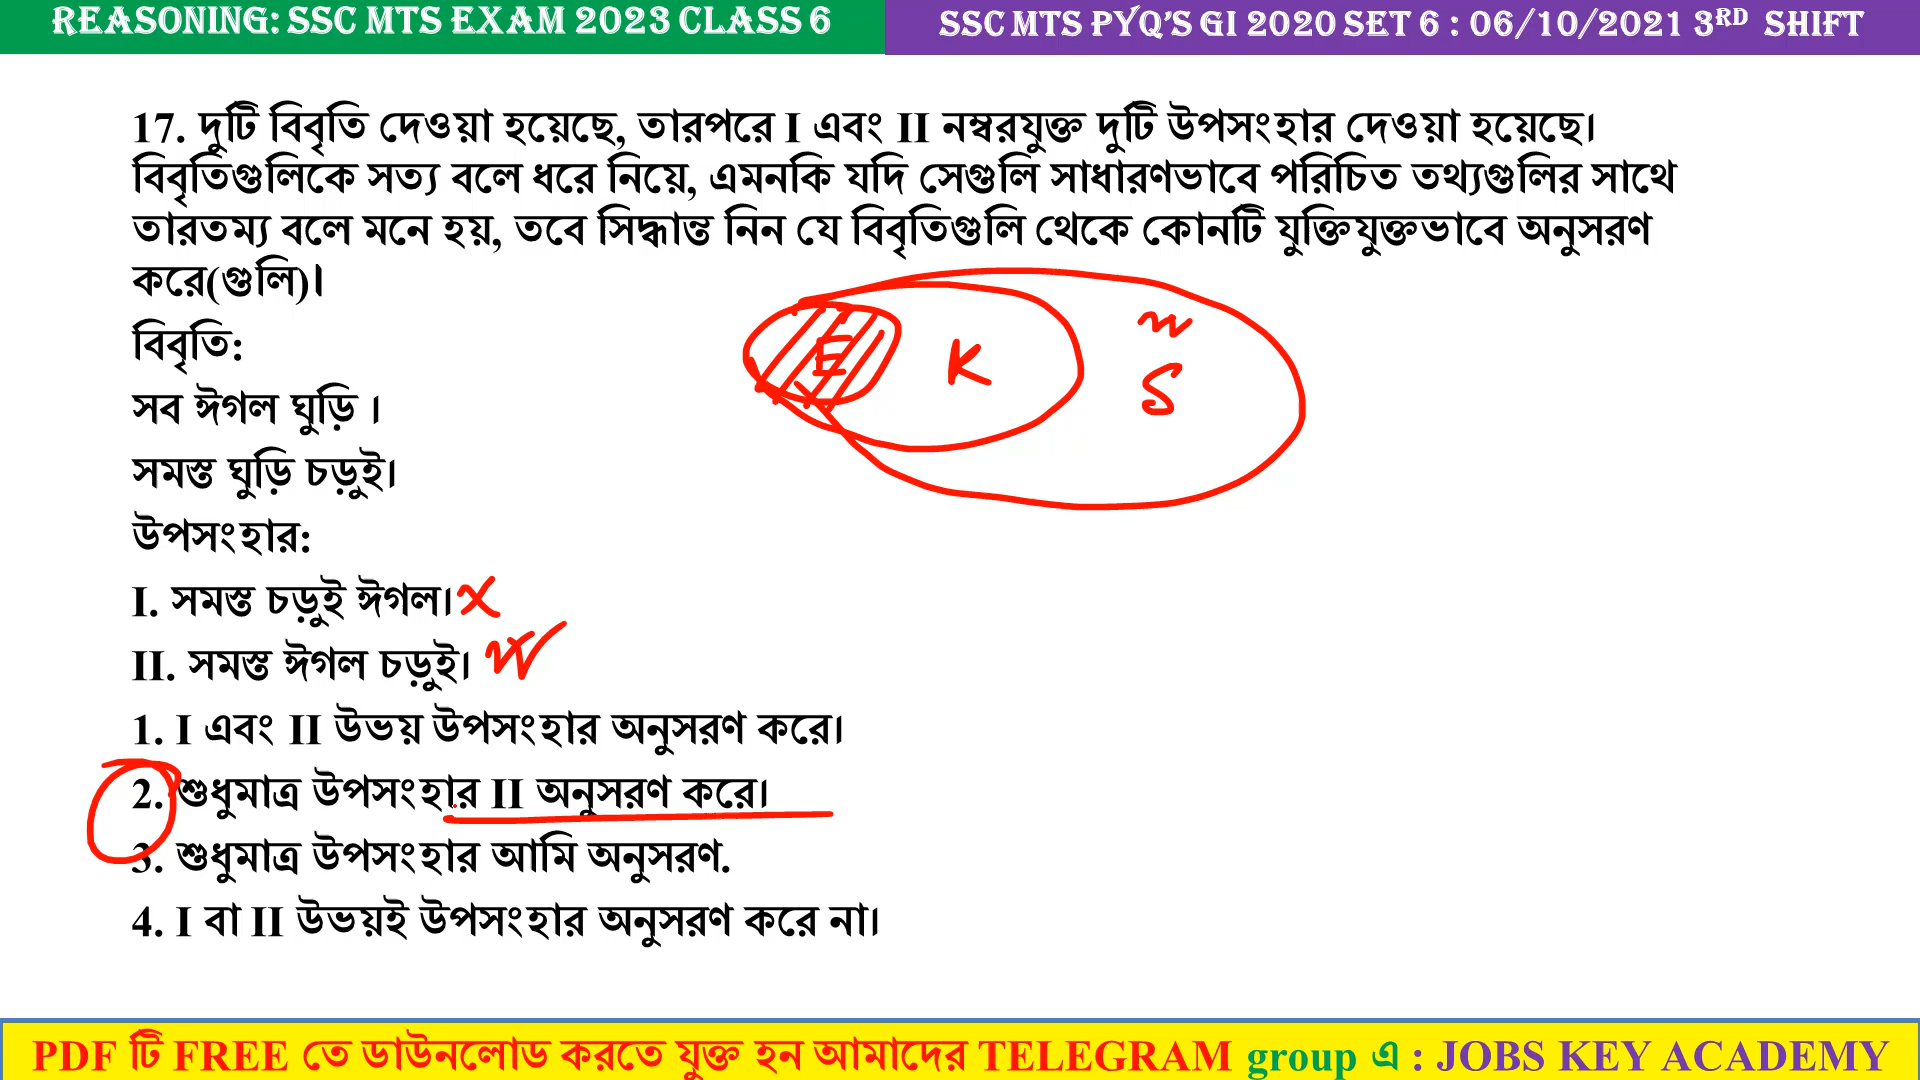 REASONING: SSC MTS EXAM 2023 CLASS 6
SSC MTS PYQ'S GI 2020 SET 6 : 06/10/2021 3RD SHIFT
17. দুটি বিবৃতি দেওয়া হয়েছে, তারপরে I এবং II নম্বরযুক্ত দুটি উপসংহার দেওয়া হয়েছে।
বিবৃতিগুলিকে সত্য বলে ধরে নিয়ে, এমনকি যদি সেগুলি সাধারণভাবে পরিচিত তথ্যগুলির সাথে
তারতম্য বলে মনে হয়, তবে সিদ্ধান্ত নিন যে বিবৃতিগুলি থেকে কোনটি যুক্তিযুক্তভাবে অনুসরণ
করে(গুলি)।
বিবৃতি:
সব ঈগল ঘুড়ি ।
সমস্ত ঘুড়ি চড়ুই।
E K S
উপসংহার:
I. সমস্ত চড়ুই ঈগল।
II. সমস্ত ঈগল চড়ুই।
1. I এবং II উভয় উপসংহার অনুসরণ করে।
2. শুধুমাত্র উপসংহার II অনুসরণ করে।
3. শুধুমাত্র উপসংহার আমি অনুসরণ.
4. I বা II উভয়ই উপসংহার অনুসরণ করে না।
PDF টি FREE তে ডাউনলোড করতে যুক্ত হন আমাদের TELEGRAM group এ : JOBS KEY ACADEMY